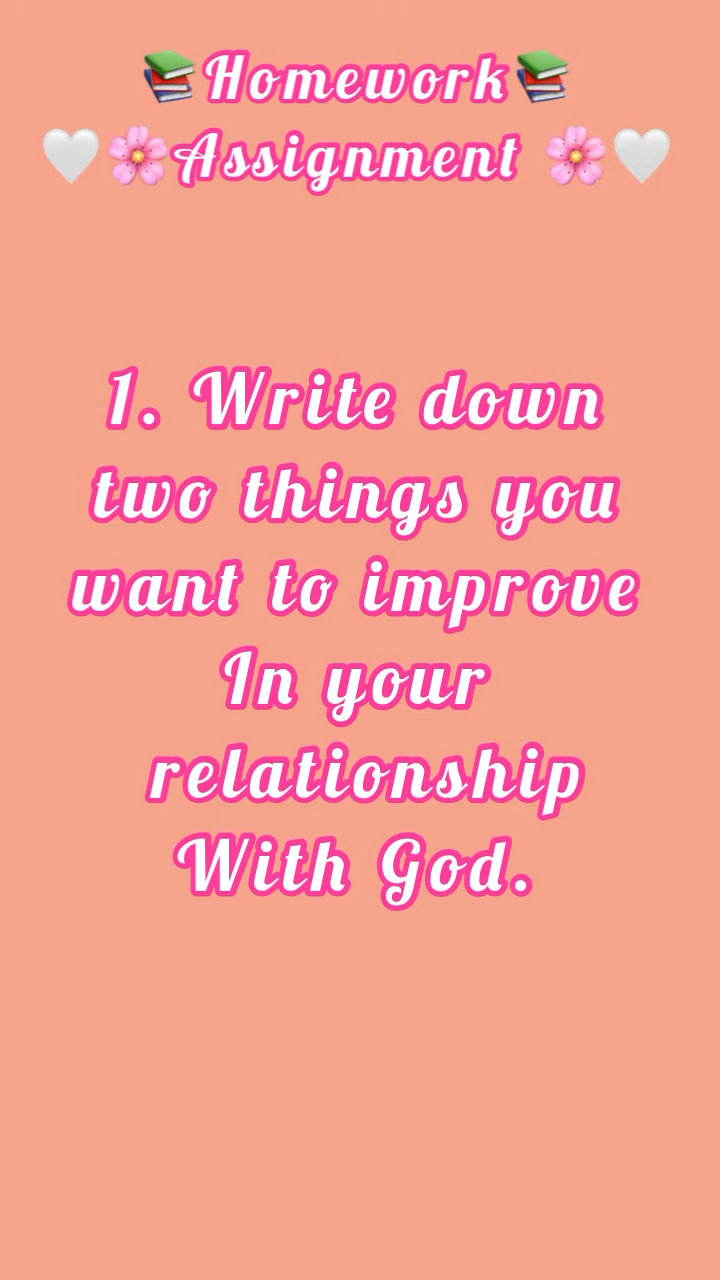 📚Homework📚
🤍🌸Assignment 🌸🤍
1. Write down
two things you
want to improve
In your
relationship
With God.